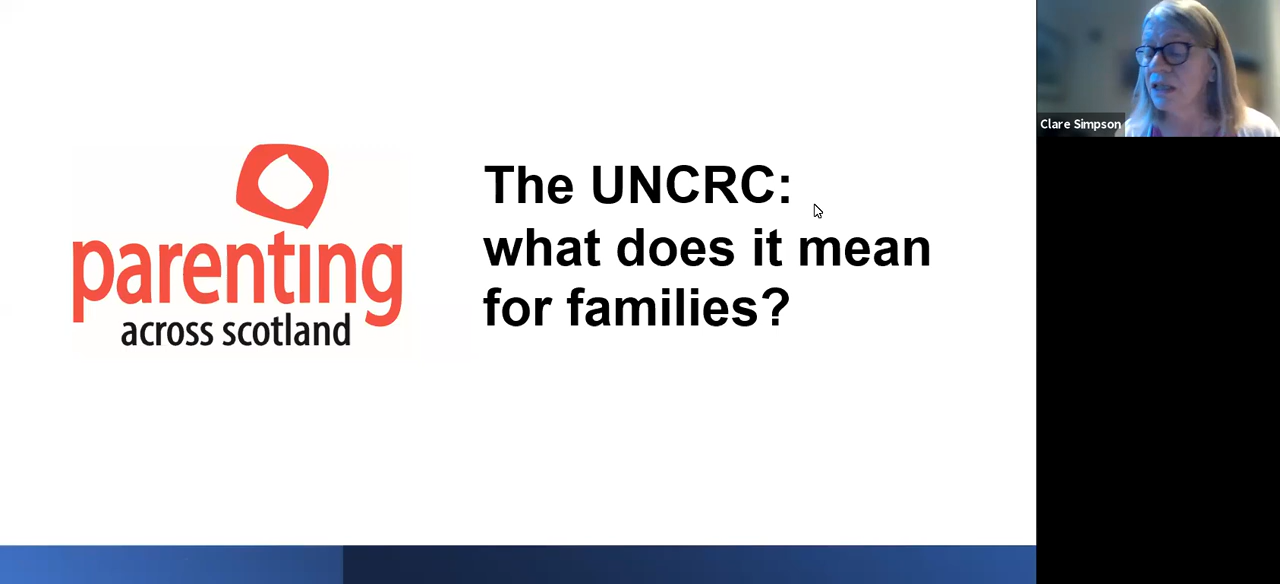 parenting
across scotland
The UNCRC:
what does it mean
for families?
Clare Simpson